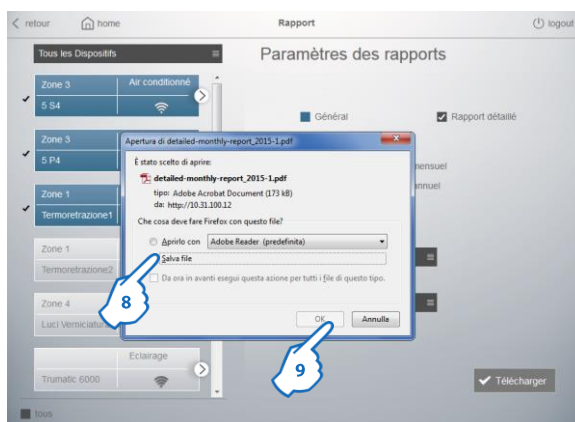 retour
home
Rapport
logout
Tous les Dispositifs
Paramètres des rapports
Zone 3
Air conditionné
5 S4
Général
Rapport détaillé
Zone 3
5 P4
Apertura di detailed-monthly-report_2015-1.pdf
È stato scelto di aprire:
detailed-monthly-report_2015-1.pdf
tipo: Adobe Acrobat Document (173 kB)
da: http://10.31.100.12
Che cosa deve fare Firefox con questo file?
Aprirlo con
Adobe Reader (predefinita)
Salva file
Da ora in avanti esegui questa azione per tutti i file di questo tipo.
OK
Annulla
Zone 1
Termoretrazione1
Zone 1
Termoretrazione2
Zone 4
Luci Verniciatura
8
9
Eclairage
Trumatic 6000
Télécharger
tous